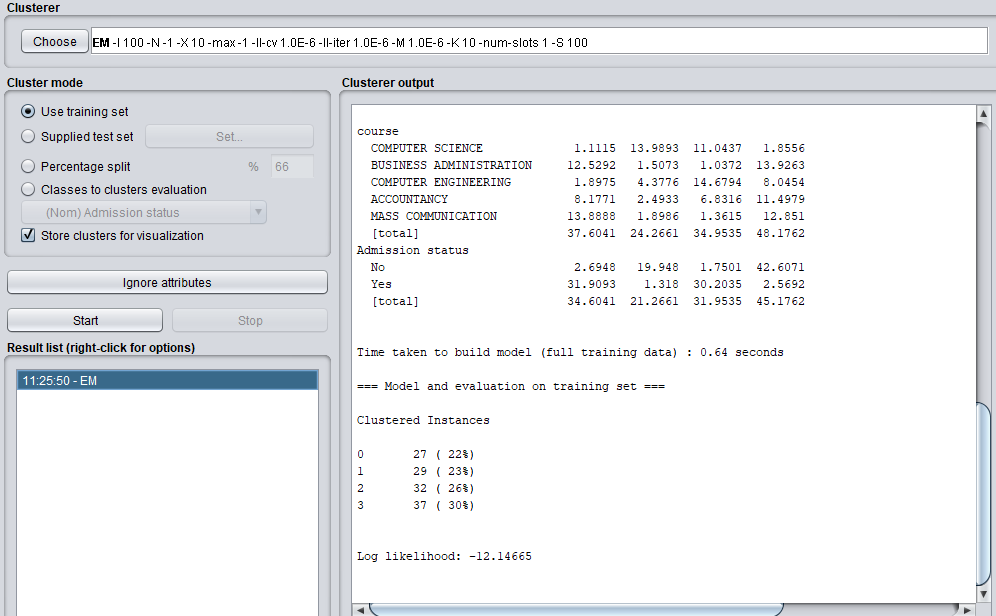 Clusterer
Choose EM -I 100 -N -1 -X 10 -max -1 -ll-cv 1.0E-6 -ll-iter 1.0E-6 -M 1.0E-6 -K 10 -num-slots 1 -S 100
Cluster mode
Use training set
Supplied test set Set...
Percentage split % 66
Classes to clusters evaluation
(Nom) Admission status
Store clusters for visualization
Ignore attributes
Start Stop
Result list (right-click for options)
11:25:50 - EM
Clusterer output
course
COMPUTER SCIENCE 1.1115 13.9893 11.0437 1.8556
BUSINESS ADMINISTRATION 12.5292 1.5073 1.0372 13.9263
COMPUTER ENGINEERING 1.8975 4.3776 14.6794 8.0454
ACCOUNTANCY 8.1771 2.4933 6.8316 11.4979
MASS COMMUNICATION 13.8888 1.8986 1.3615 12.851
[total] 37.6041 24.2661 34.9535 48.1762
Admission status
No 2.6948 19.948 1.7501 42.6071
Yes 31.9093 1.318 30.2035 2.5692
[total] 34.6041 21.2661 31.9535 45.1762
Time taken to build model (full training data) : 0.64 seconds
=== Model and evaluation on training set ===
Clustered Instances
0 27 ( 22%)
1 29 ( 23%)
2 32 ( 26%)
3 37 ( 30%)
Log likelihood: -12.14665